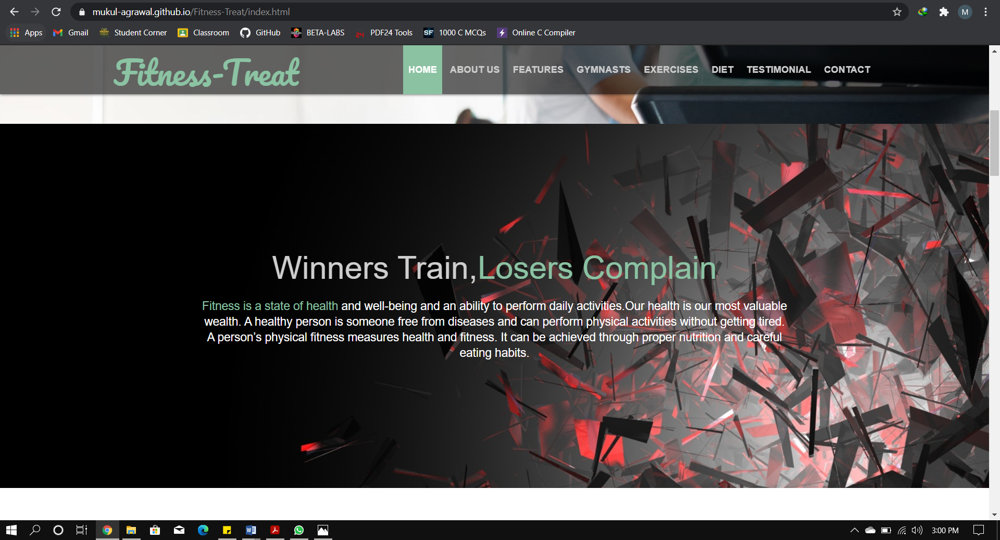 mukul-agrawal.github.io/Fitness-Treat/index.html
M
Apps Gmail Student Corner Classroom GitHub BETA-LABS 24 PDF24 Tools SF 1000 C MCQs Online C Compiler
Fitness-Treat HOME ABOUT US FEATURES GYMNASTS EXERCISES DIET TESTIMONIAL CONTACT
Winners Train,Losers Complain
Fitness is a state of health and well-being and an ability to perform daily activities.Our health is our most valuable
wealth. A healthy person is someone free from diseases and can perform physical activities without getting tired.
A person’s physical fitness measures health and fitness. It can be achieved through proper nutrition and careful
eating habits.
3:00 PM